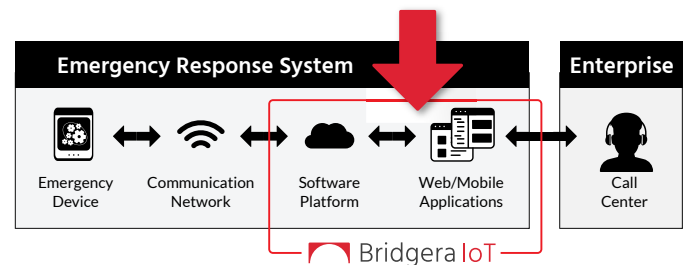 Emergency Response System
Enterprise
Emergency
Device
Communication
Network
Software
Platform
Web/Mobile
Applications
Call
Center
Bridgera IoT